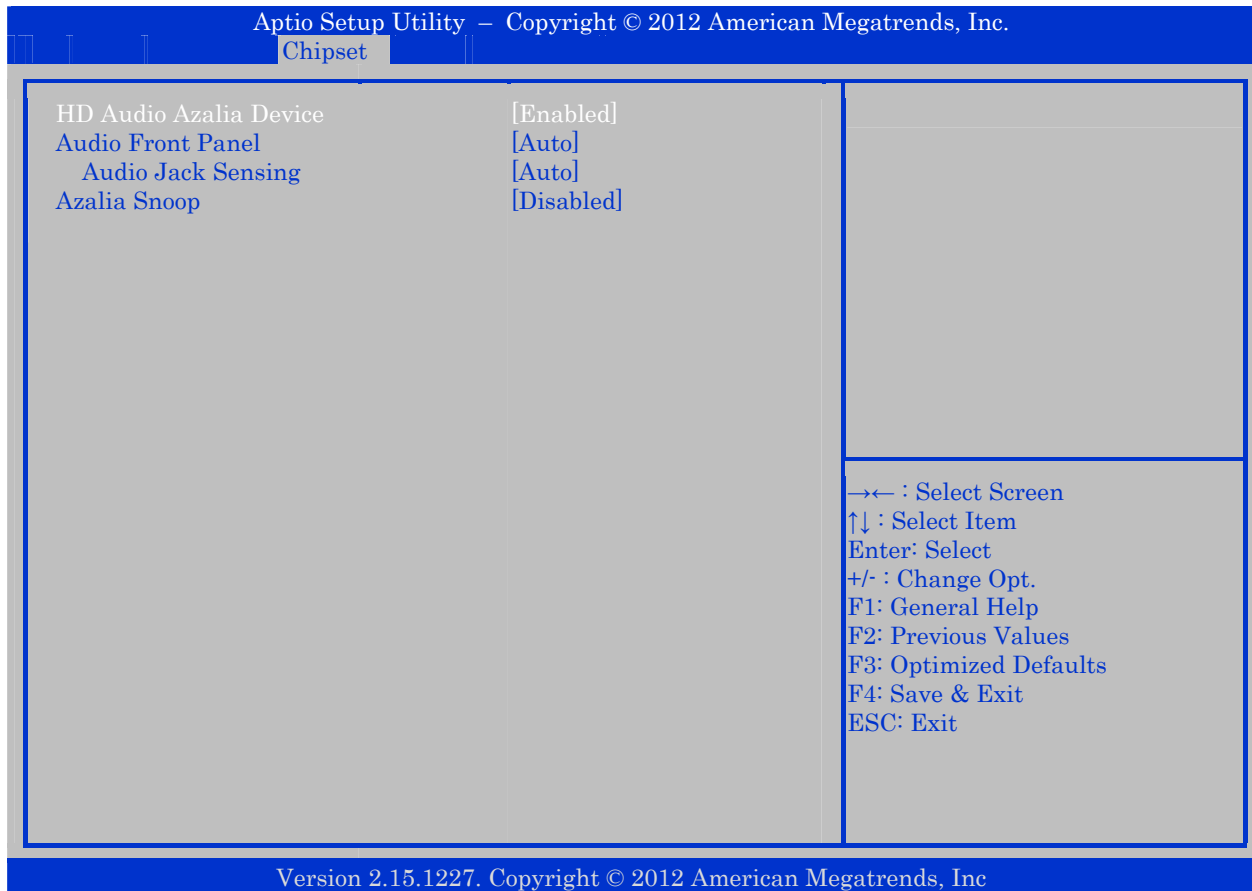 Aptio Setup Utility – Copyright © 2012 American Megatrends, Inc.
Chipset
HD Audio Azalia Device [Enabled]
Audio Front Panel [Auto]
Audio Jack Sensing [Auto]
Azalia Snoop [Disabled]
→← : Select Screen
↑↓ : Select Item
Enter: Select
+/- : Change Opt.
F1: General Help
F2: Previous Values
F3: Optimized Defaults
F4: Save & Exit
ESC: Exit
Version 2.15.1227. Copyright © 2012 American Megatrends, Inc